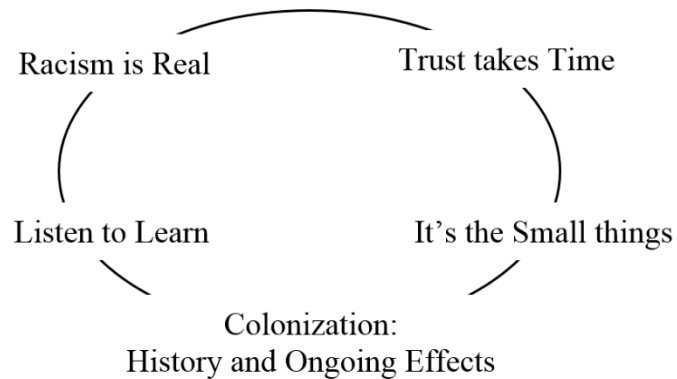 Racism is Real
Trust takes Time
Listen to Learn
It’s the Small things
Colonization:
History and Ongoing Effects